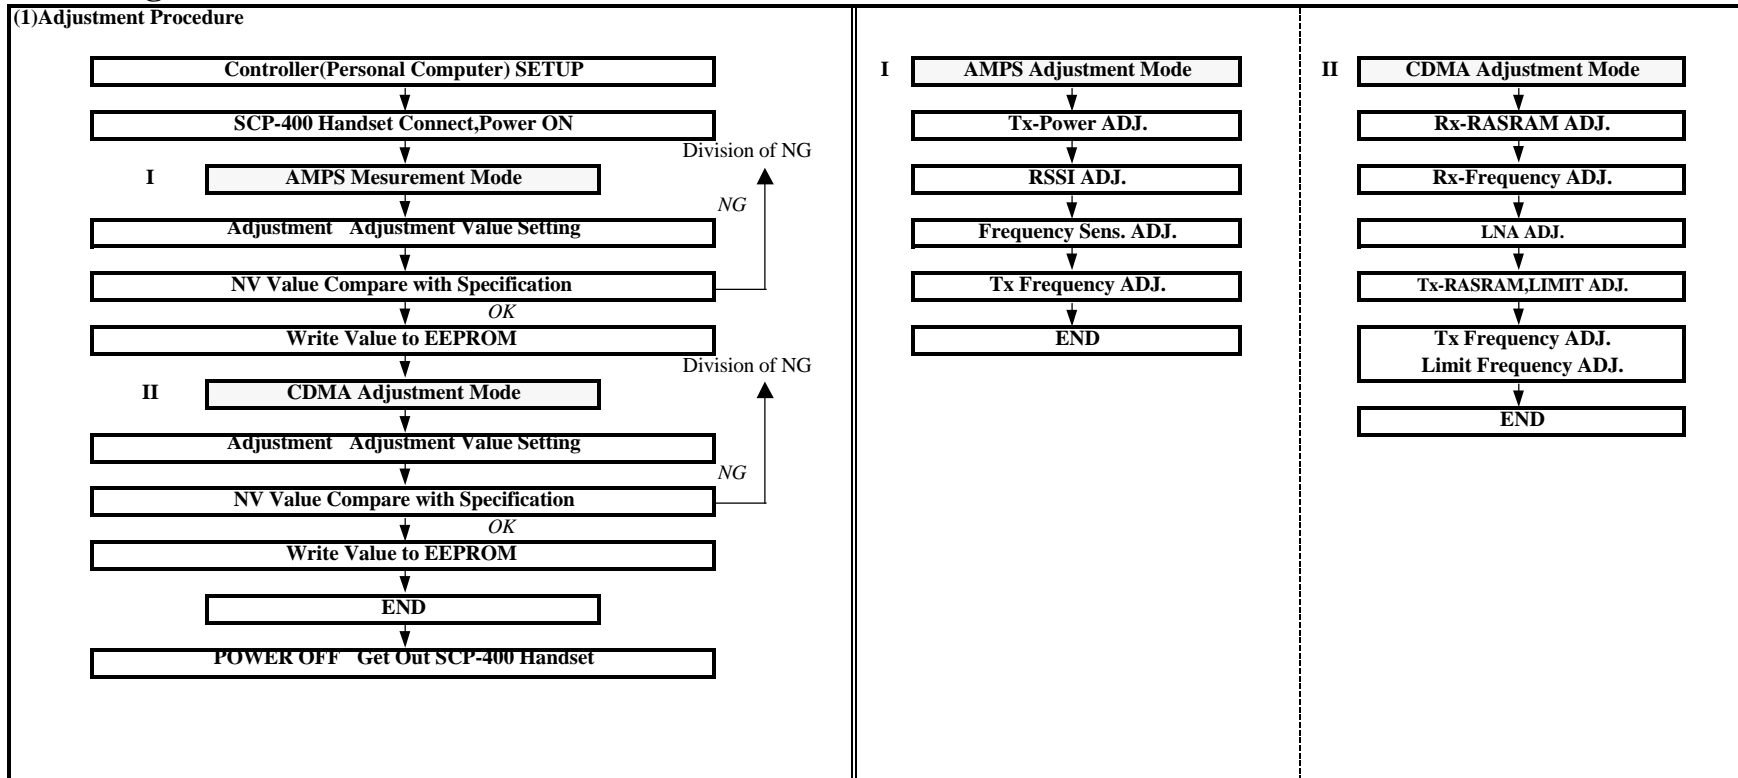 (1)Adjustment Procedure
Controller(Personal Computer) SETUP
SCP-400 Handset Connect,Power ON
Division of NG
I
AMPS Mesurement Mode
NG
Adjustment Adjustment Value Setting
NV Value Compare with Specification
OK
Write Value to EEPROM
Division of NG
II
CDMA Adjustment Mode
Adjustment Adjustment Value Setting
NG
NV Value Compare with Specification
OK
Write Value to EEPROM
END
POWER OFF Get Out SCP-400 Handset
I
AMPS Adjustment Mode
Tx-Power ADJ.
RSSI ADJ.
Frequency Sens. ADJ.
Tx Frequency ADJ.
END
II
CDMA Adjustment Mode
Rx-RASRAM ADJ.
Rx-Frequency ADJ.
LNA ADJ.
Tx-RASRAM,LIMIT ADJ.
Tx Frequency ADJ.
Limit Frequency ADJ.
END